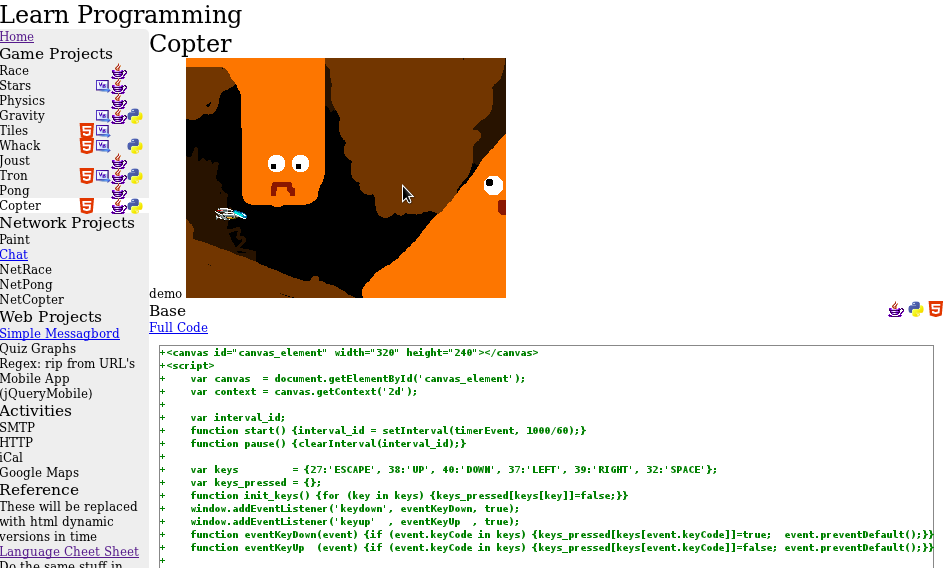 Learn Programming
Home
Game Projects
Race
Stars
Physics
Gravity
Tiles
Whack
Joust
Tron
Pong
Copter
Network Projects
Paint
Chat
NetRace
NetPong
NetCopter
Web Projects
Simple Messagbord
Quiz Graphs
Regex: rip from URL's
Mobile App
(jQueryMobile)
Activities
SMTP
HTTP
iCal
Google Maps
Reference
These will be replaced
with html dynamic
versions in time
Language Cheet Sheet
Do the same stuff in
Copter
demo
Base
Full Code
+<canvas id="canvas_element" width="320" height="240"></canvas>
+<script>
+    var canvas  = document.getElementById('canvas_element');
+    var context = canvas.getContext('2d');
+
+    var interval_id;
+    function start() {interval_id = setInterval(timerEvent, 1000/60);}
+    function pause() {clearInterval(interval_id);}
+
+    var keys         = {27:'ESCAPE', 38:'UP', 40:'DOWN', 37:'LEFT', 39:'RIGHT', 32:'SPACE'};
+    var keys_pressed = {};
+    function init_keys() {for (key in keys) {keys_pressed[keys[key]]=false;}}
+    window.addEventListener('keydown', eventKeyDown, true);
+    window.addEventListener('keyup'  , eventKeyUp  , true);
+    function eventKeyDown(event) {if (event.keyCode in keys) {keys_pressed[keys[event.keyCode]]=true;  event.preventDefault();}}
+    function eventKeyUp  (event) {if (event.keyCode in keys) {keys_pressed[keys[event.keyCode]]=false; event.preventDefault();}}
+